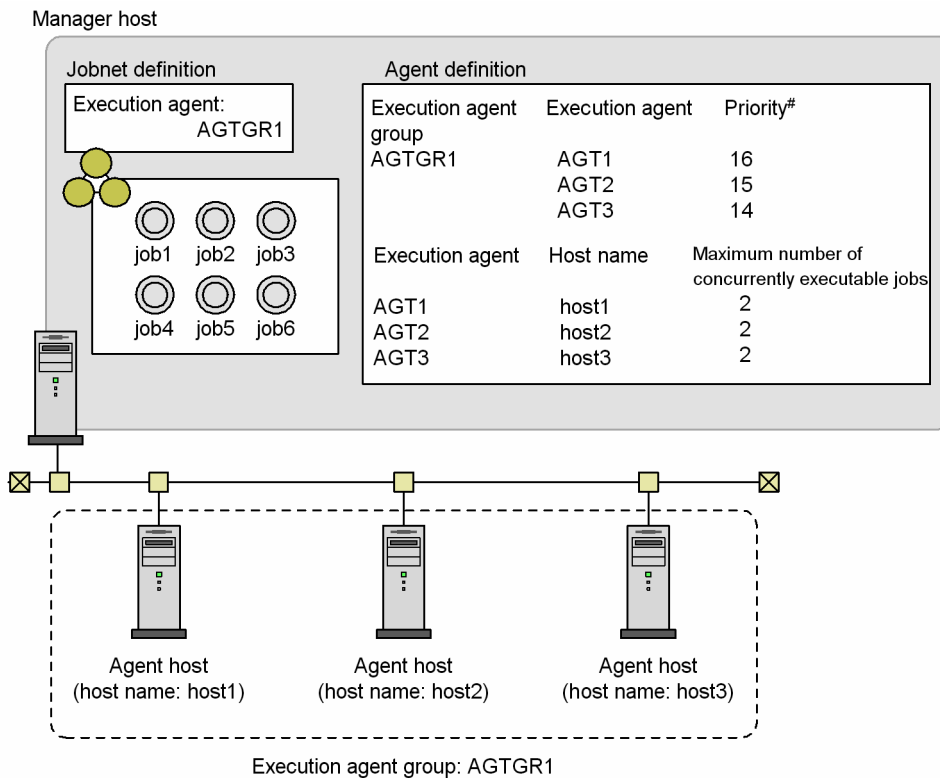 Manager host
Jobnet definition
Execution agent:
AGTGR1
job1 job2 job3
job4 job5 job6
Agent definition
Execution agent group Execution agent Priority#
AGTGR1 AGT1 16
AGT2 15
AGT3 14
Execution agent Host name Maximum number of concurrently executable jobs
AGT1 host1 2
AGT2 host2 2
AGT3 host3 2
Agent host
(host name: host1)
Agent host
(host name: host2)
Agent host
(host name: host3)
Execution agent group: AGTGR1